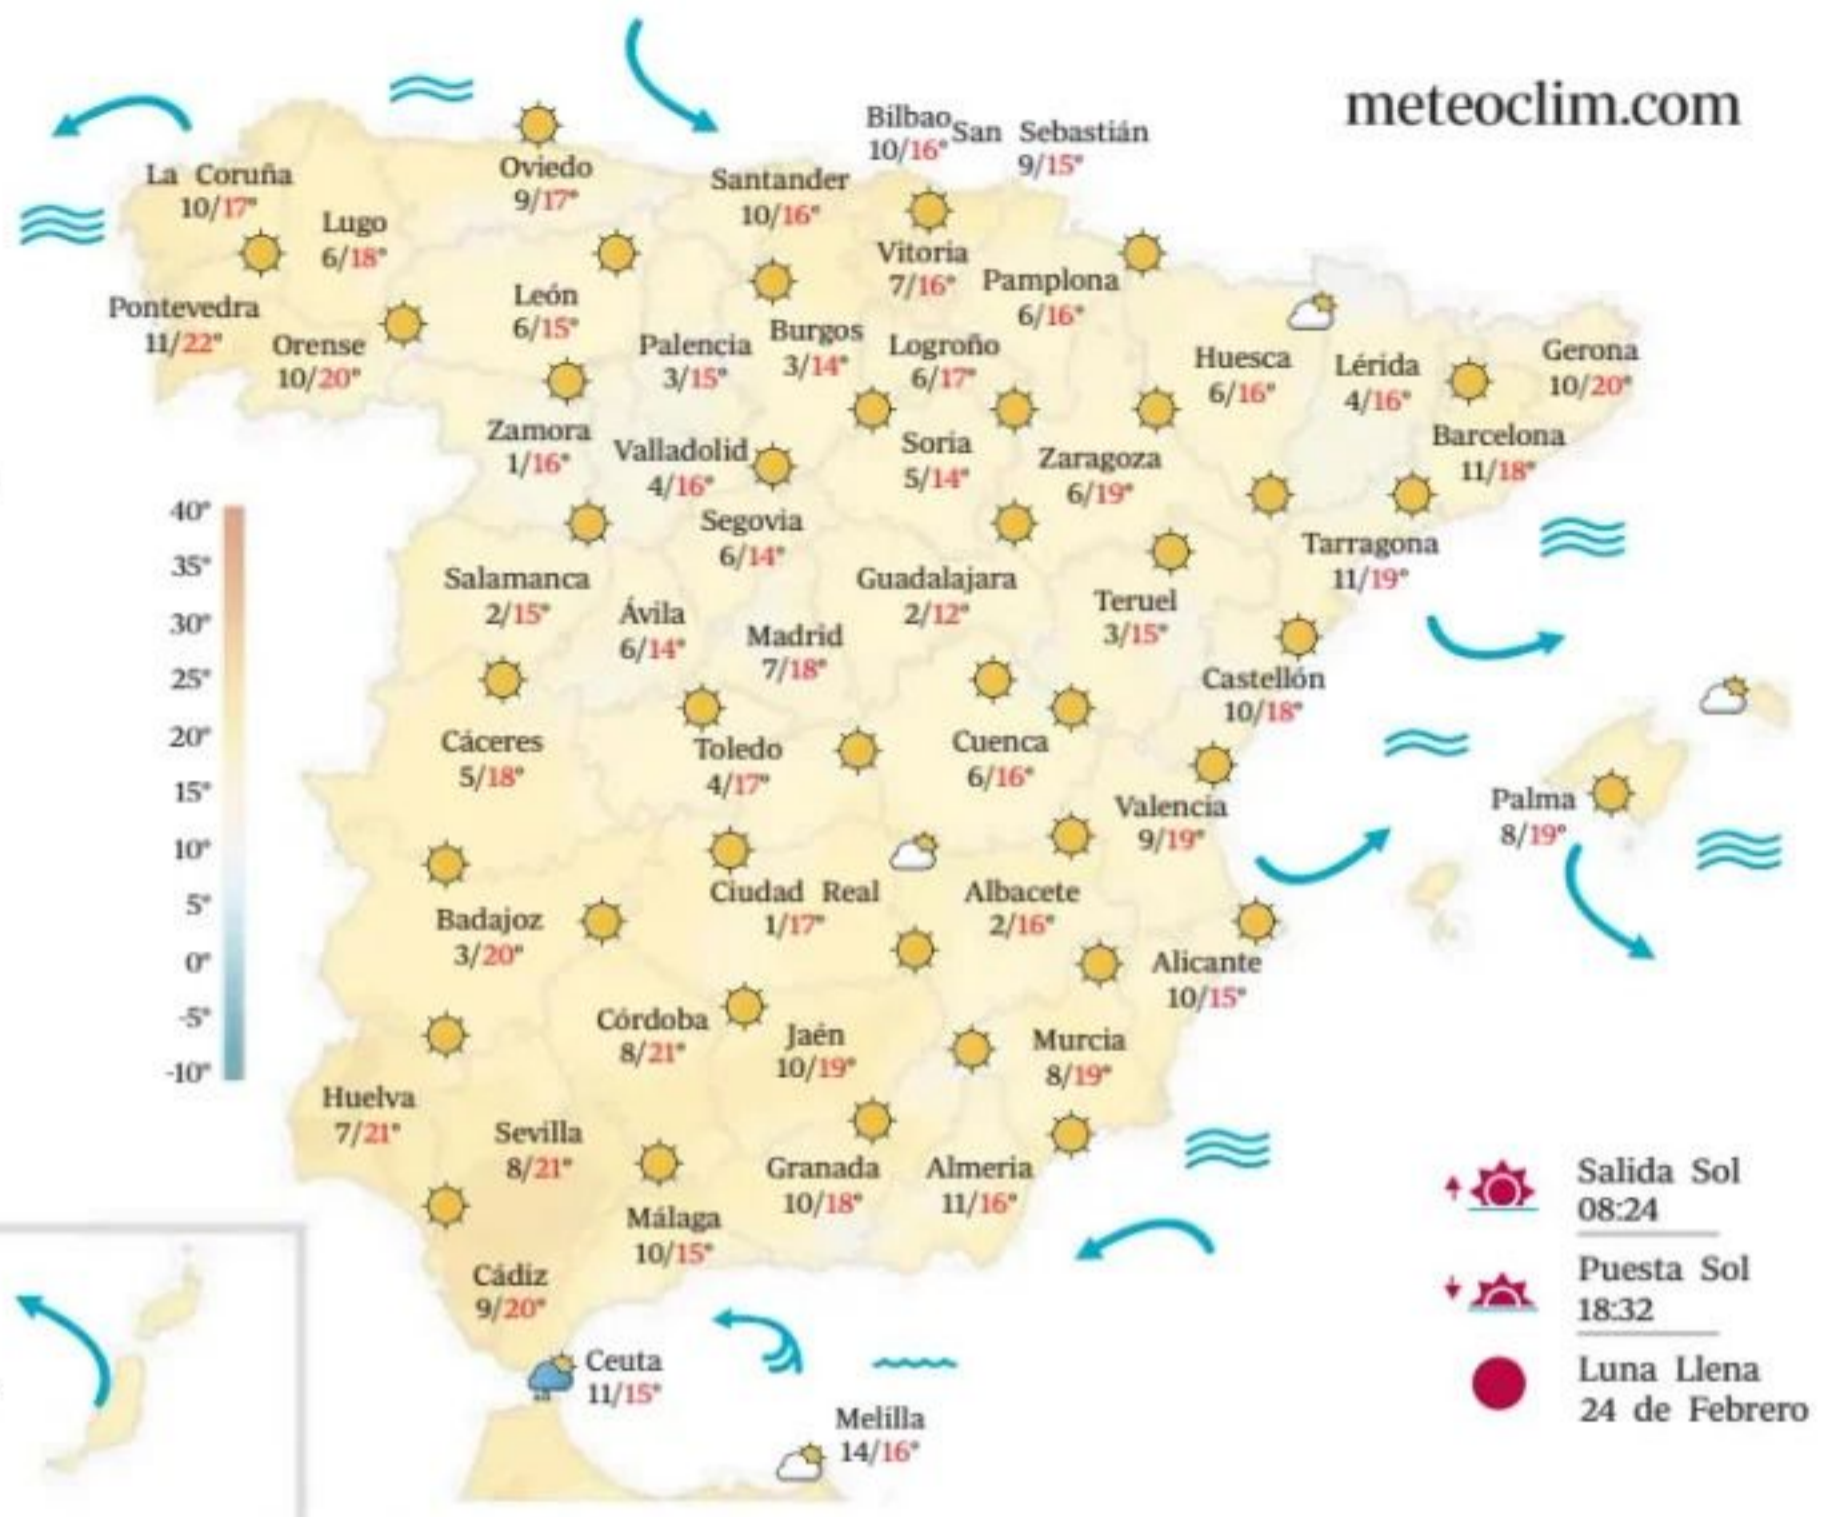 meteoclim.com
Bilbao
10/16°
San Sebastián
9/15°
La Coruña
10/17°
Oviedo
9/17°
Santander
10/16°
Lugo
6/18°
Vitoria
7/16°
Pamplona
6/16°
Pontevedra
11/22°
Orense
10/20°
León
6/15°
Palencia
3/15°
Burgos
3/14°
Logroño
6/17°
Huesca
6/16°
Lérida
4/16°
Gerona
10/20°
Zamora
1/16°
Valladolid
4/16°
Soria
5/14°
Zaragoza
6/19°
Barcelona
11/18°
Segovia
6/14°
Tarragona
11/19°
Salamanca
2/15°
Ávila
6/14°
Madrid
7/18°
Guadalajara
2/12°
Teruel
3/15°
Castellón
10/18°
Cáceres
5/18°
Toledo
4/17°
Cuenca
6/16°
Valencia
9/19°
Palma
8/19°
Badajoz
3/20°
Ciudad Real
1/17°
Albacete
2/16°
Alicante
10/15°
Córdoba
8/21°
Jaén
10/19°
Murcia
8/19°
Huelva
7/21°
Sevilla
8/21°
Málaga
10/15°
Granada
10/18°
Almeria
11/16°
Cádiz
9/20°
Ceuta
11/15°
Melilla
14/16°
40°
35°
30°
25°
20°
15°
10°
5°
0°
-5°
-10°
Salida Sol
08:24
Puesta Sol
18:32
Luna Llena
24 de Febrero